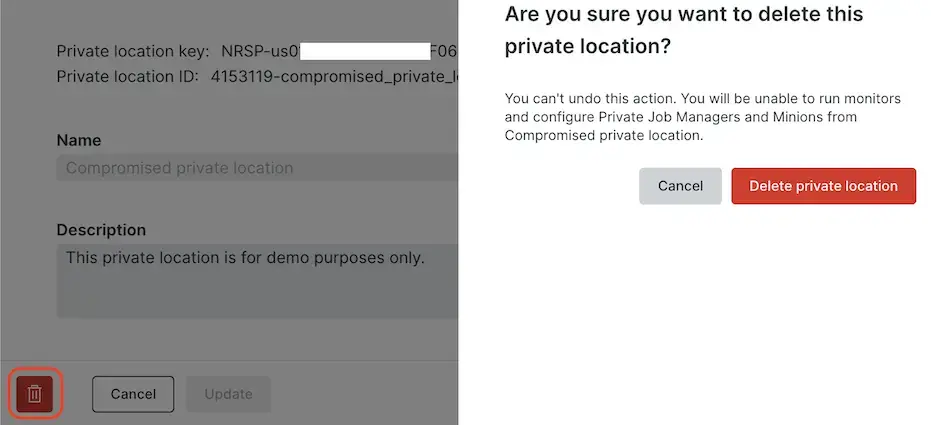 Private location key: NRSP-us0 F06
Private location ID: 4153119-compromised_private_l
Name
Compromised private location
Description
This private location is for demo purposes only.
Cancel
Update
Are you sure you want to delete this
private location?
You can't undo this action. You will be unable to run monitors
and configure Private Job Managers and Minions from
Compromised private location.
Cancel
Delete private location